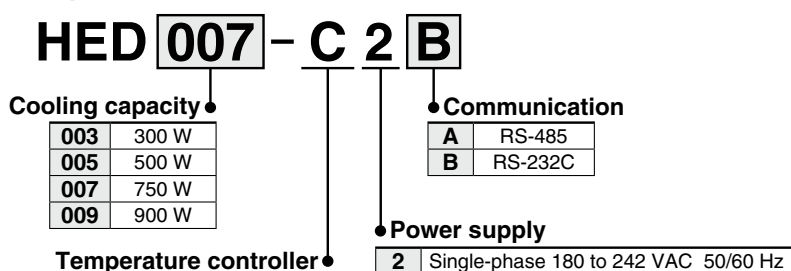 HED 007 - C 2 B
Cooling capacity
003 300 W
005 500 W
007 750 W
009 900 W
Communication
A RS-485
B RS-232C
Power supply
2 Single-phase 180 to 242 VAC 50/60 Hz
Temperature controller